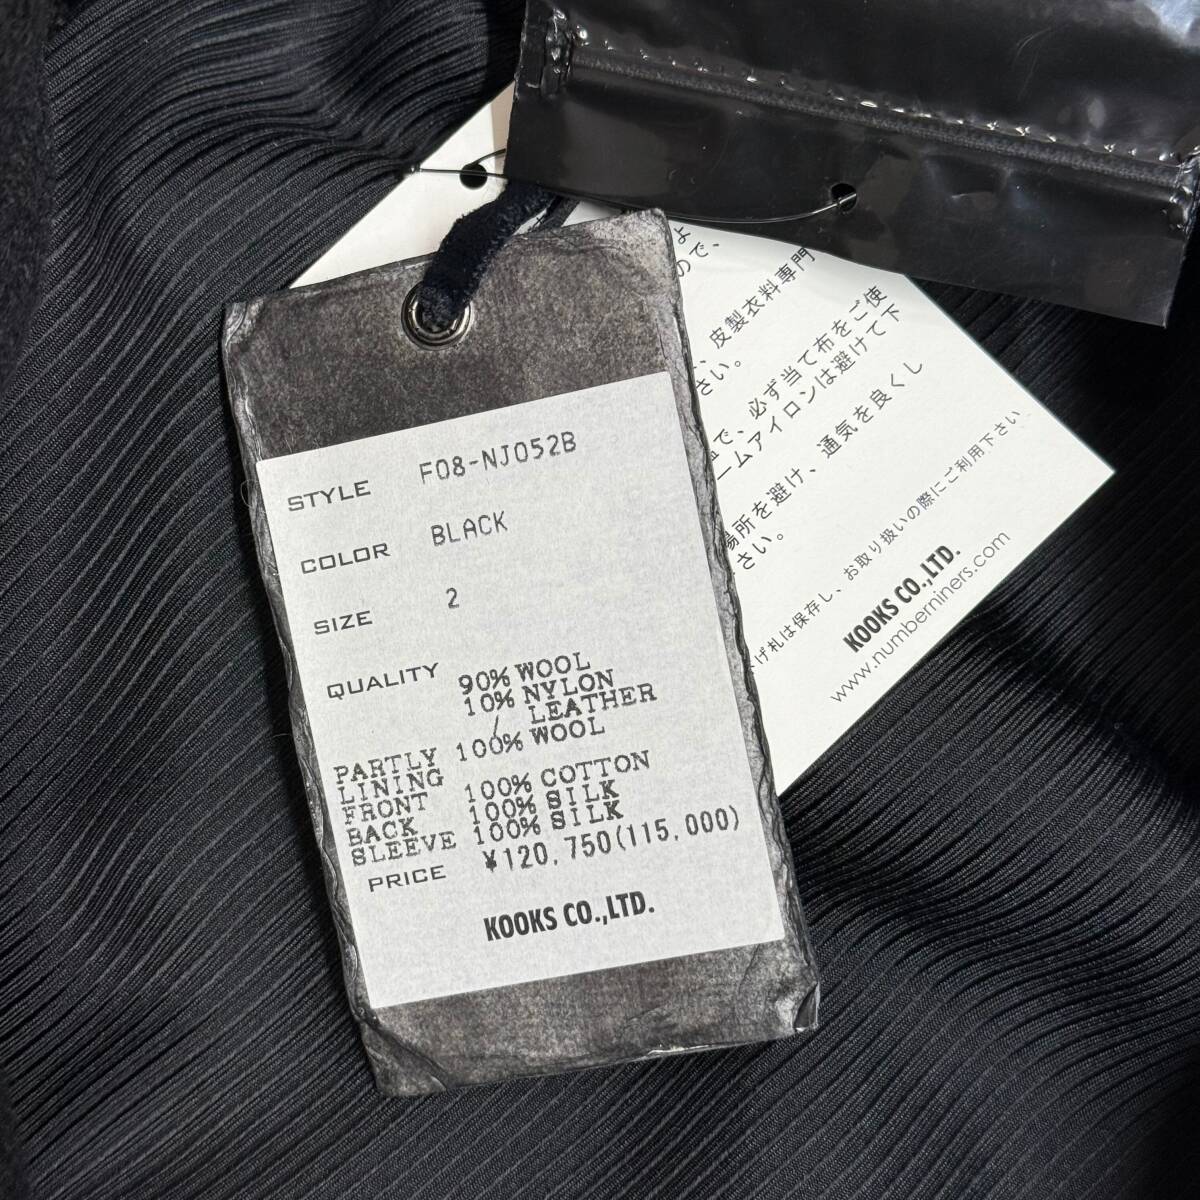 STYLE F08-NJ052B
COLOR BLACK
SIZE 2
QUALITY 90% WOOL
10% NYLON
/ LEATHER
PARTLY 100% WOOL
LINING
FRONT 100% COTTON
BACK 100% SILK
SLEEVE 100% SILK
PRICE ¥120,750(115,000)
KOOKS CO.,LTD.
よ
ので、
、皮製衣料専門
さい。
で、必ず当て布をご使
ームアイロンは避けて下
場所を避け、通気を良くし
さい。
げ札は保存し、お取り扱いの際にご利用下さい。
KOOKS CO.,LTD.
www.numberniners.com